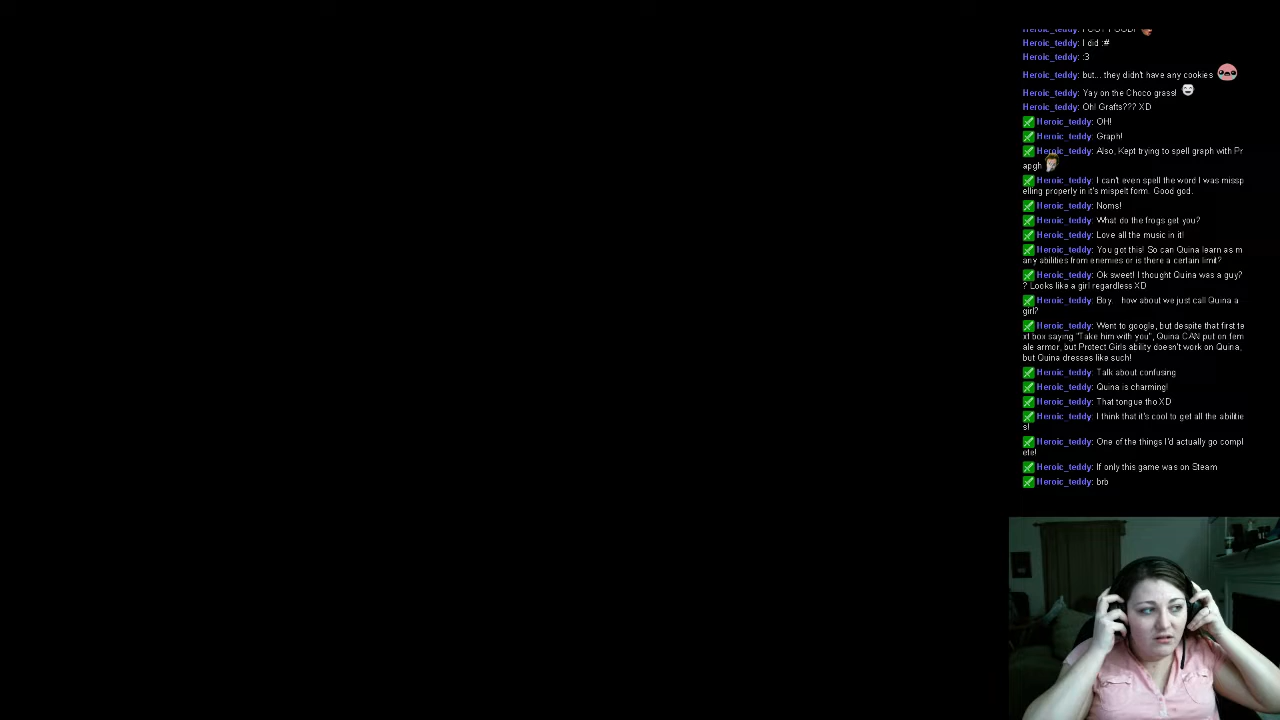 Heroic_teddy: I did :#
Heroic_teddy: :3
Heroic_teddy: but... they didn't have any cookies
Heroic_teddy: Yay on the Choco grass!
Heroic_teddy: Oh! Grafts??? XD
Heroic_teddy: OH!
Heroic_teddy: Graph!
Heroic_teddy: Also, Kept trying to spell graph with Pr
apgh
Heroic_teddy: I can't even spell the word I was missp
elling properly in it's mispelt form. Good god.
Heroic_teddy: Noms!
Heroic_teddy: What do the frogs get you?
Heroic_teddy: Love all the music in it!
Heroic_teddy: You got this! So can Quina learn as m
any abilities from enemies or is there a certain limit?
Heroic_teddy: Ok sweet! I thought Quina was a guy?
? Looks like a girl regardless XD
Heroic_teddy: Boy... how about we just call Quina a
girl?
Heroic_teddy: Went to google, but despite that first te
xt box saying "Take him with you", Quina CAN put on fem
ale armor, but Protect Girls ability doesn't work on Quina,
but Quina dresses like such!
Heroic_teddy: Talk about confusing
Heroic_teddy: Quina is charming!
Heroic_teddy: That tongue tho XD
Heroic_teddy: I think that it's cool to get all the abilitie
s!
Heroic_teddy: One of the things I'd actually go compl
ete!
Heroic_teddy: If only this game was on Steam
Heroic_teddy: brb